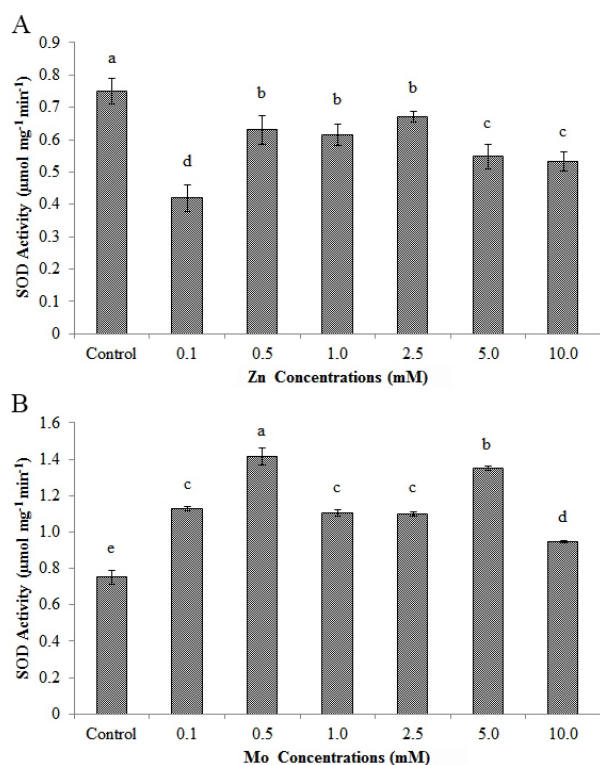 A
0.9
0.8
0.7
0.6
0.5
0.4
0.3
0.2
0.1
0
SOD Activity (µmol mg⁻¹ min⁻¹)
a
d
b
b
b
c
c
Control 0.1 0.5 1.0 2.5 5.0 10.0
Zn Concentrations (mM)
B
1.6
1.4
1.2
1.0
0.8
0.6
0.4
0.2
0
SOD Activity (µmol mg⁻¹ min⁻¹)
e
c
a
c
c
b
d
Control 0.1 0.5 1.0 2.5 5.0 10.0
Mo Concentrations (mM)